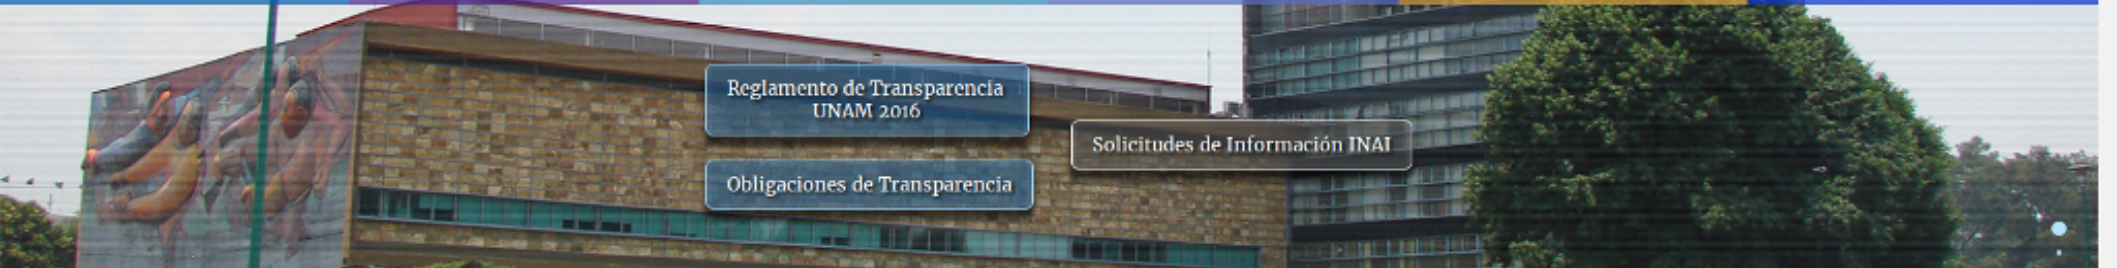 Reglamento de Transparencia
UNAM 2016
Solicitudes de Información INAI
Obligaciones de Transparencia